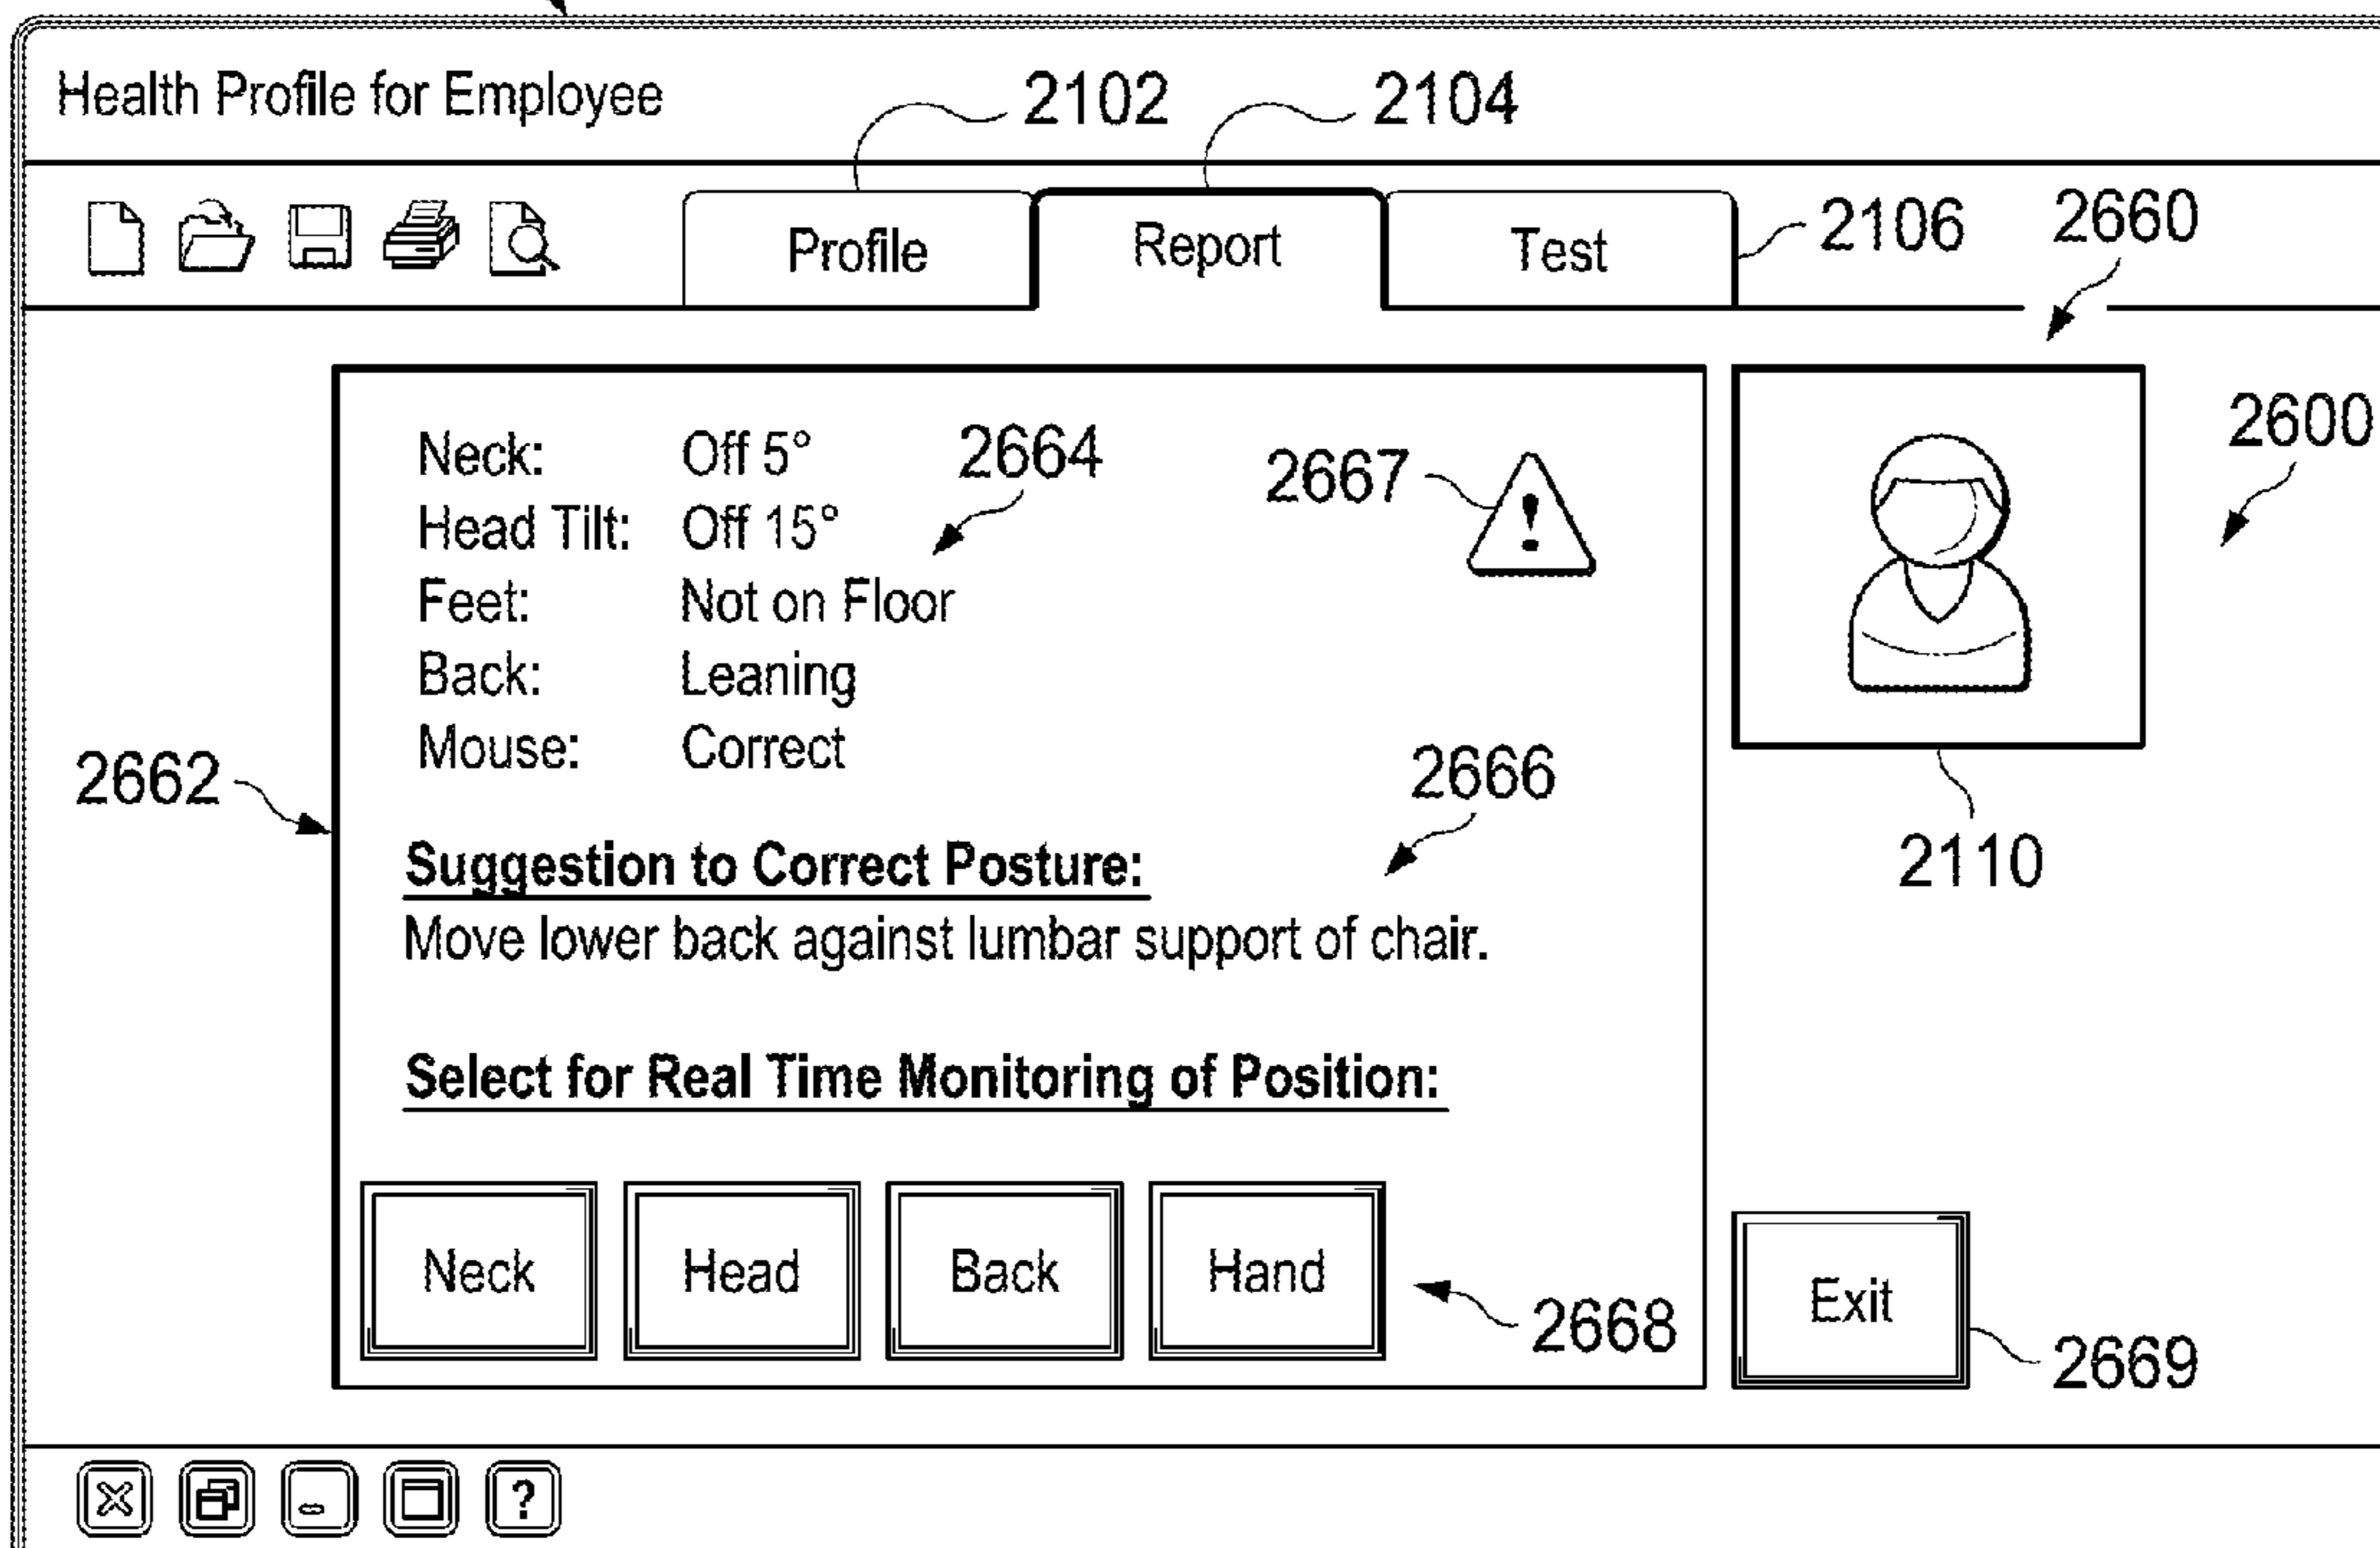 Health Profile for Employee
2102
2104
Profile
Report
Test
2106
2660
2600
Neck: Off 5°
2664
2667
!
Head Tilt: Off 15°
Feet: Not on Floor
Back: Leaning
Mouse: Correct
2662
2666
2110
Suggestion to Correct Posture:
Move lower back against lumbar support of chair.
Select for Real Time Monitoring of Position:
Neck
Head
Back
Hand
2668
Exit
2669
?